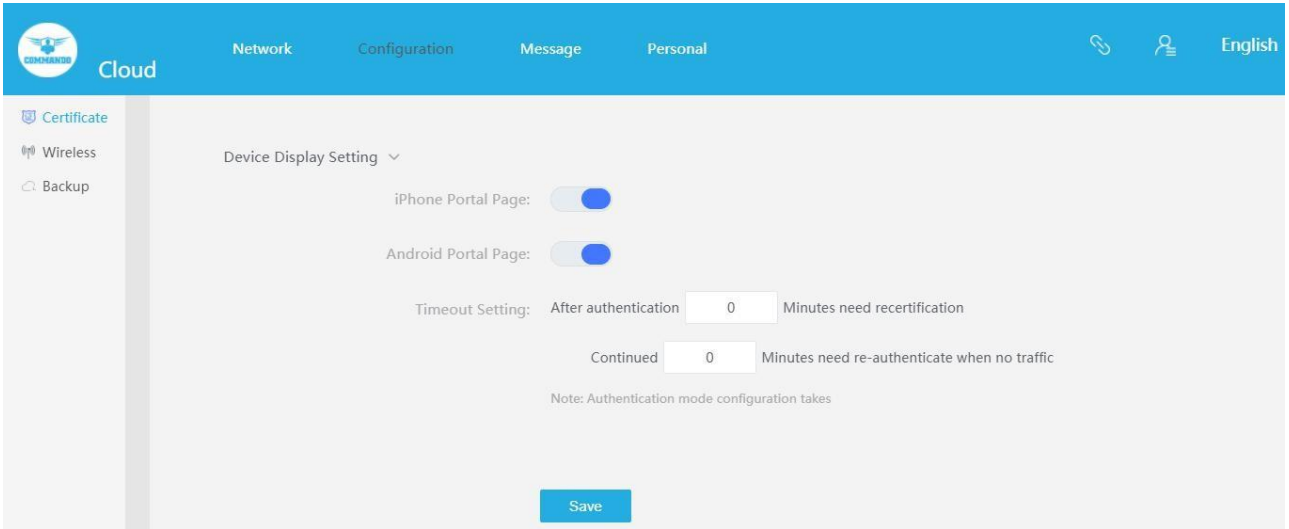 COMMANDO
Cloud
Network Configuration Message Personal English
Certificate
Wireless
Backup
Device Display Setting
iPhone Portal Page:
Android Portal Page:
Timeout Setting: After authentication 0 Minutes need recertification
Continued 0 Minutes need re-authenticate when no traffic
Note: Authentication mode configuration takes
Save